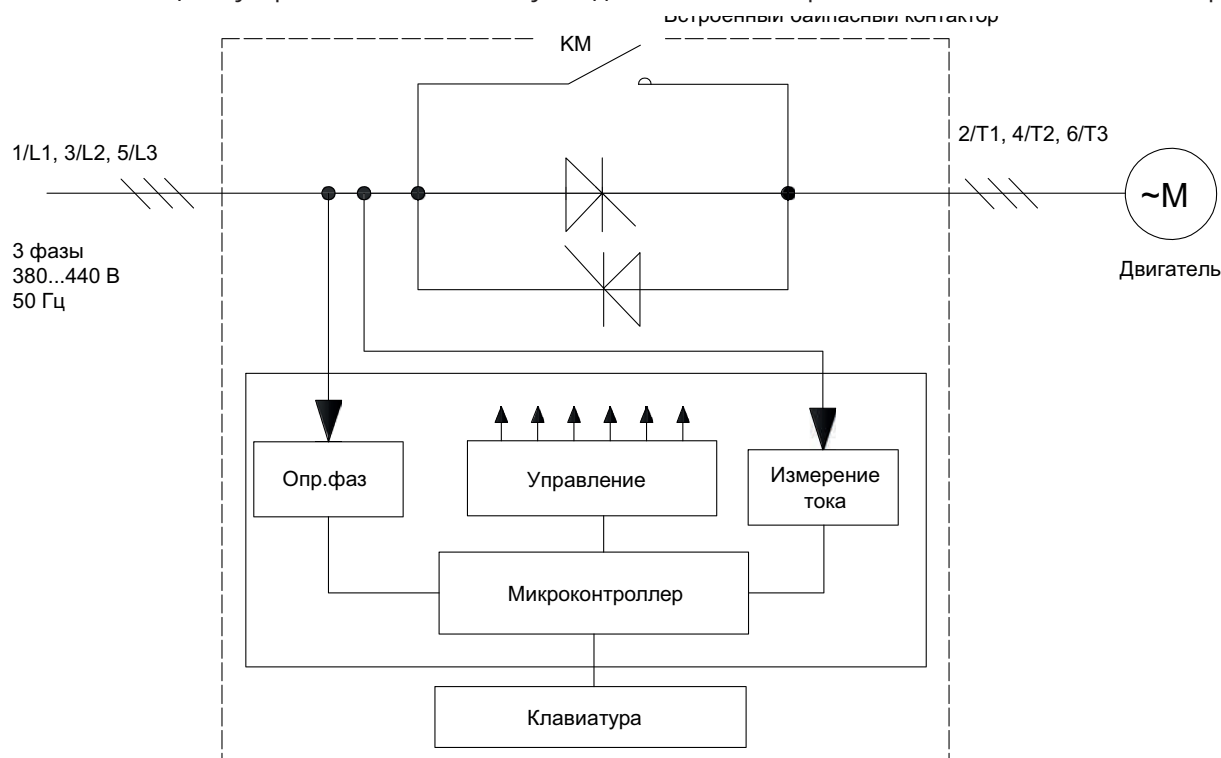 Встроенный байпасный контактор
KM
1/L1, 3/L2, 5/L3
2/T1, 4/T2, 6/T3
~M
3 фазы
380...440 В
50 Гц
Двигатель
Опр.фаз
Управление
Измерение
тока
Микроконтроллер
Клавиатура